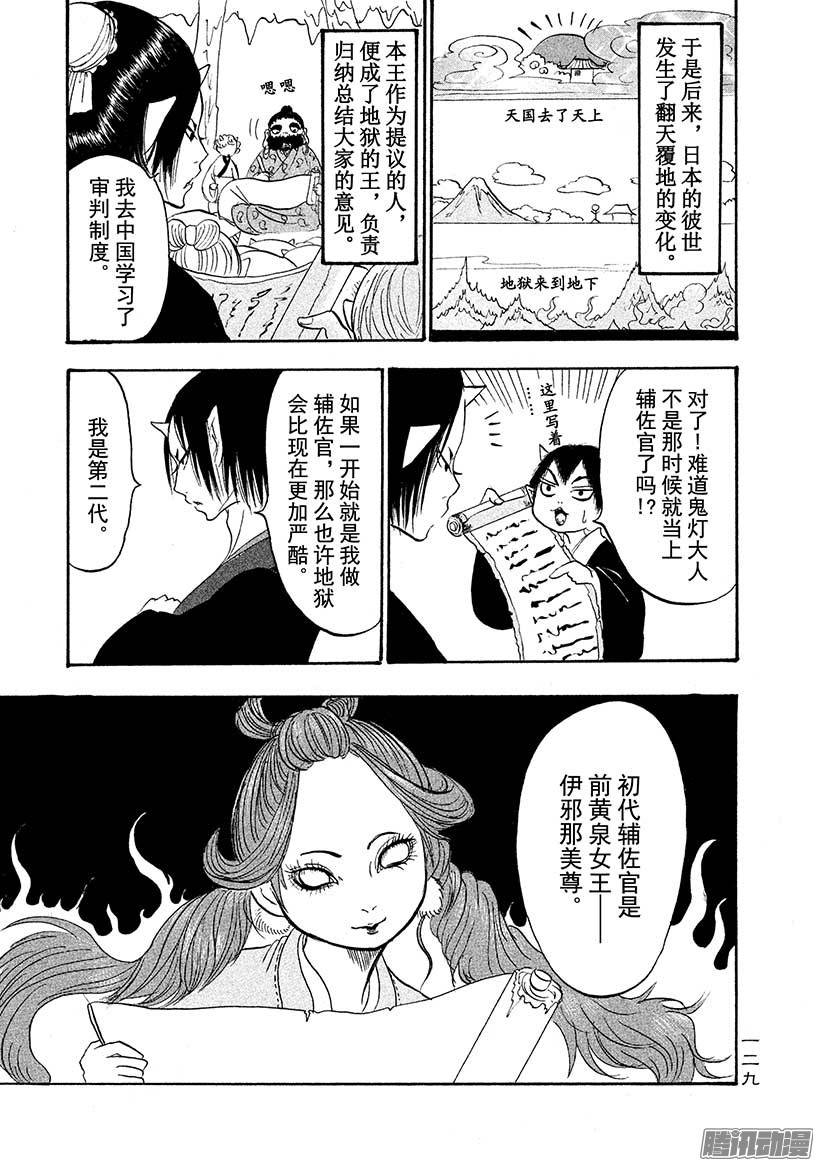 于是后来，日本的彼世
发生了翻天覆地的变化。
天国去了天上
地狱来到地下
本王作为提议的人，
便成了地狱的王，负责
归纳总结大家的意见。
嗯嗯
我去中国学习了
审判制度。
对了！难道鬼灯大人
不是那时候就当上
辅佐官了吗!?
这里写着
……
如果一开始就是我做
辅佐官，那么也许地狱
会比现在更加严酷。
我是第二代。
初代辅佐官是
前黄泉女王——
伊邪那美尊。
一二九
腾讯动漫